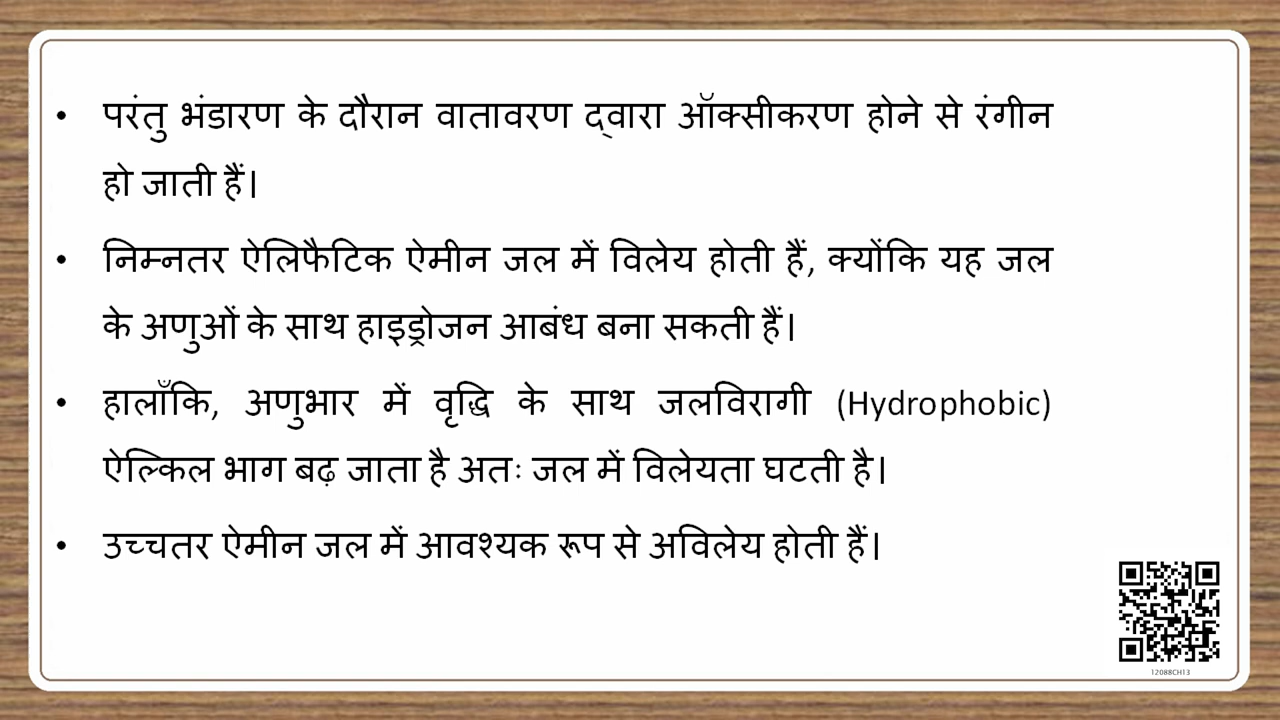 • परंतु भंडारण के दौरान वातावरण द्वारा ऑक्सीकरण होने से रंगीन
हो जाती हैं।
• निम्नतर ऐलिफैटिक ऐमीन जल में विलेय होती हैं, क्योंकि यह जल
के अणुओं के साथ हाइड्रोजन आबंध बना सकती हैं।
• हालाँकि, अणुभार में वृद्धि के साथ जलविरागी (Hydrophobic)
ऐल्किल भाग बढ़ जाता है अतः जल में विलेयता घटती है।
• उच्चतर ऐमीन जल में आवश्यक रूप से अविलेय होती हैं।
12088CH13